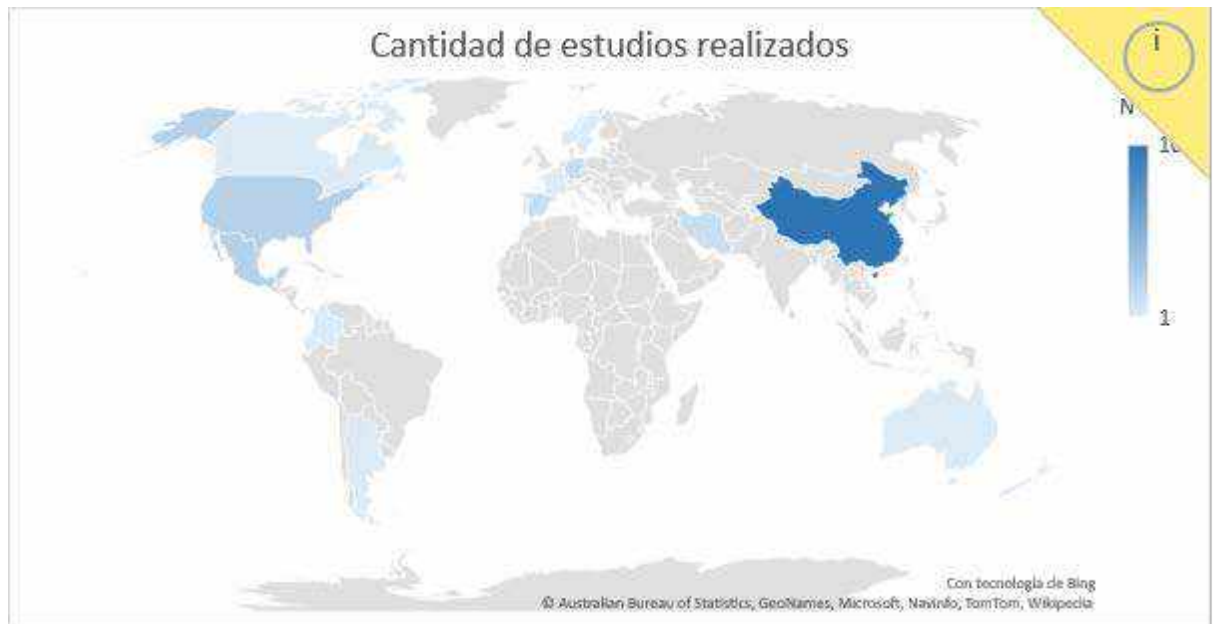 Cantidad de estudios realizados
i
N
1
Con tecnología de Bing
© Australian Bureau of Statistics, GeoNames, Microsoft, Navinfo, TomTom, Wikipedia